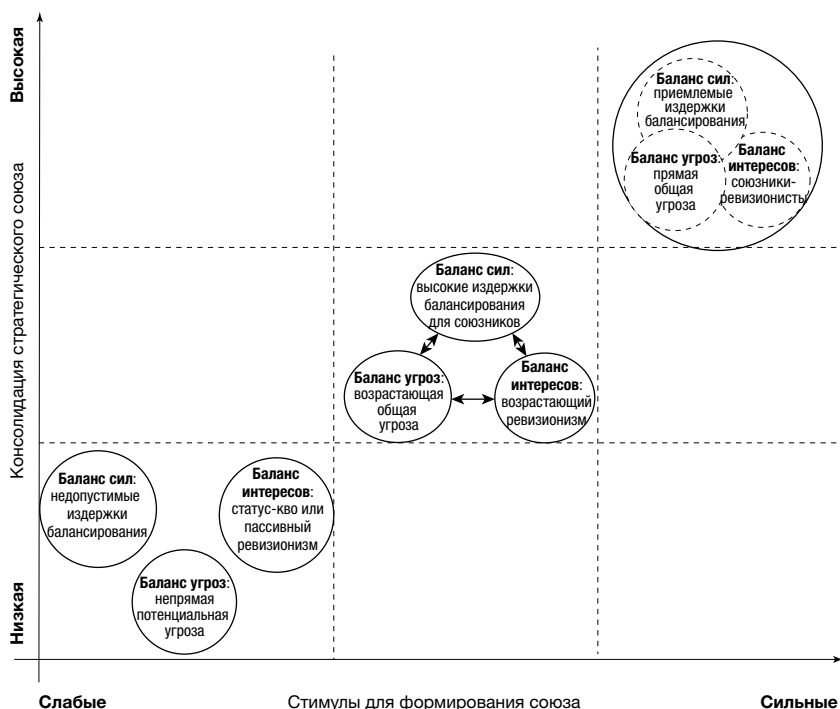 Высокая
Консолидация стратегического союза
Низкая
Баланс сил:
приемлемые
издержки
балансирования
Баланс угроз:
прямая
общая
угроза
Баланс
интересов:
союзники-
ревизионисты
Баланс сил:
высокие издержки
балансирования
для союзников
Баланс угроз:
возрастающая
общая
угроза
Баланс
интересов:
возрастающий
ревизионизм
Баланс сил:
недопустимые
издержки
балансирования
Баланс
интересов:
статус-кво или
пассивный
ревизионизм
Баланс угроз:
непрямая
потенциальная
угроза
Слабые
Стимулы для формирования союза
Сильные